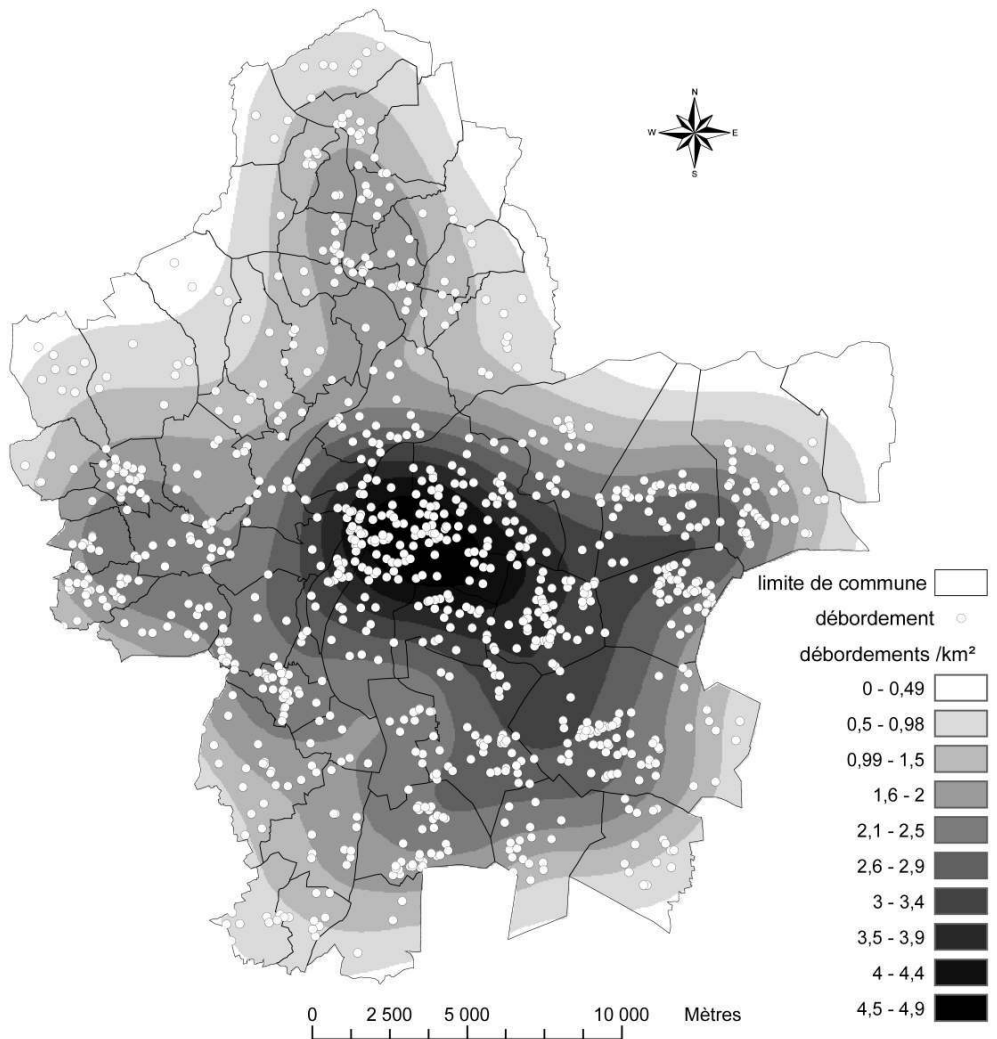 N
W E
S
limite de commune
débordement
débordements /km²
0 - 0,49
0,5 - 0,98
0,99 - 1,5
1,6 - 2
2,1 - 2,5
2,6 - 2,9
3 - 3,4
3,5 - 3,9
4 - 4,4
4,5 - 4,9
0 2 500 5 000 10 000 Mètres